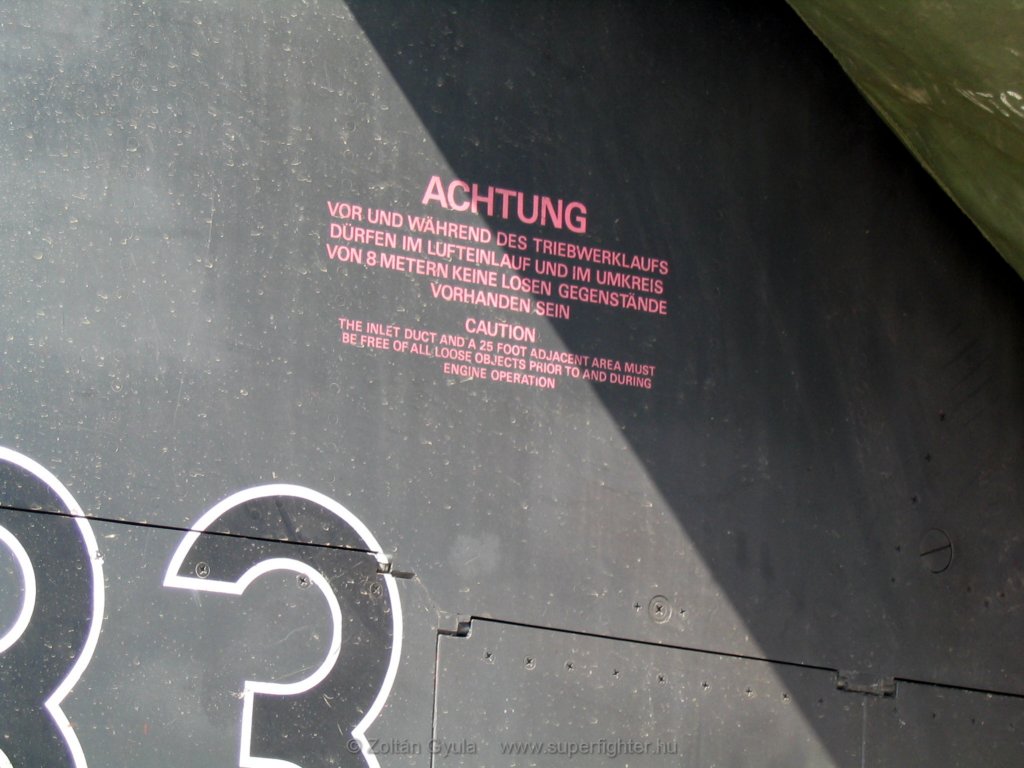 ACHTUNG
VOR UND WÄHREND DES TRIEBWERKLAUFS
DÜRFEN IM LUFTEINLAUF UND IM UMKREIS
VON 8 METERN KEINE LOSEN GEGENSTÄNDE
VORHANDEN SEIN
CAUTION
THE INLET DUCT AND A 25 FOOT ADJACENT AREA MUST
BE FREE OF ALL LOOSE OBJECTS PRIOR TO AND DURING
ENGINE OPERATION
33
© Zoltán Gyula www.superfighter.hu